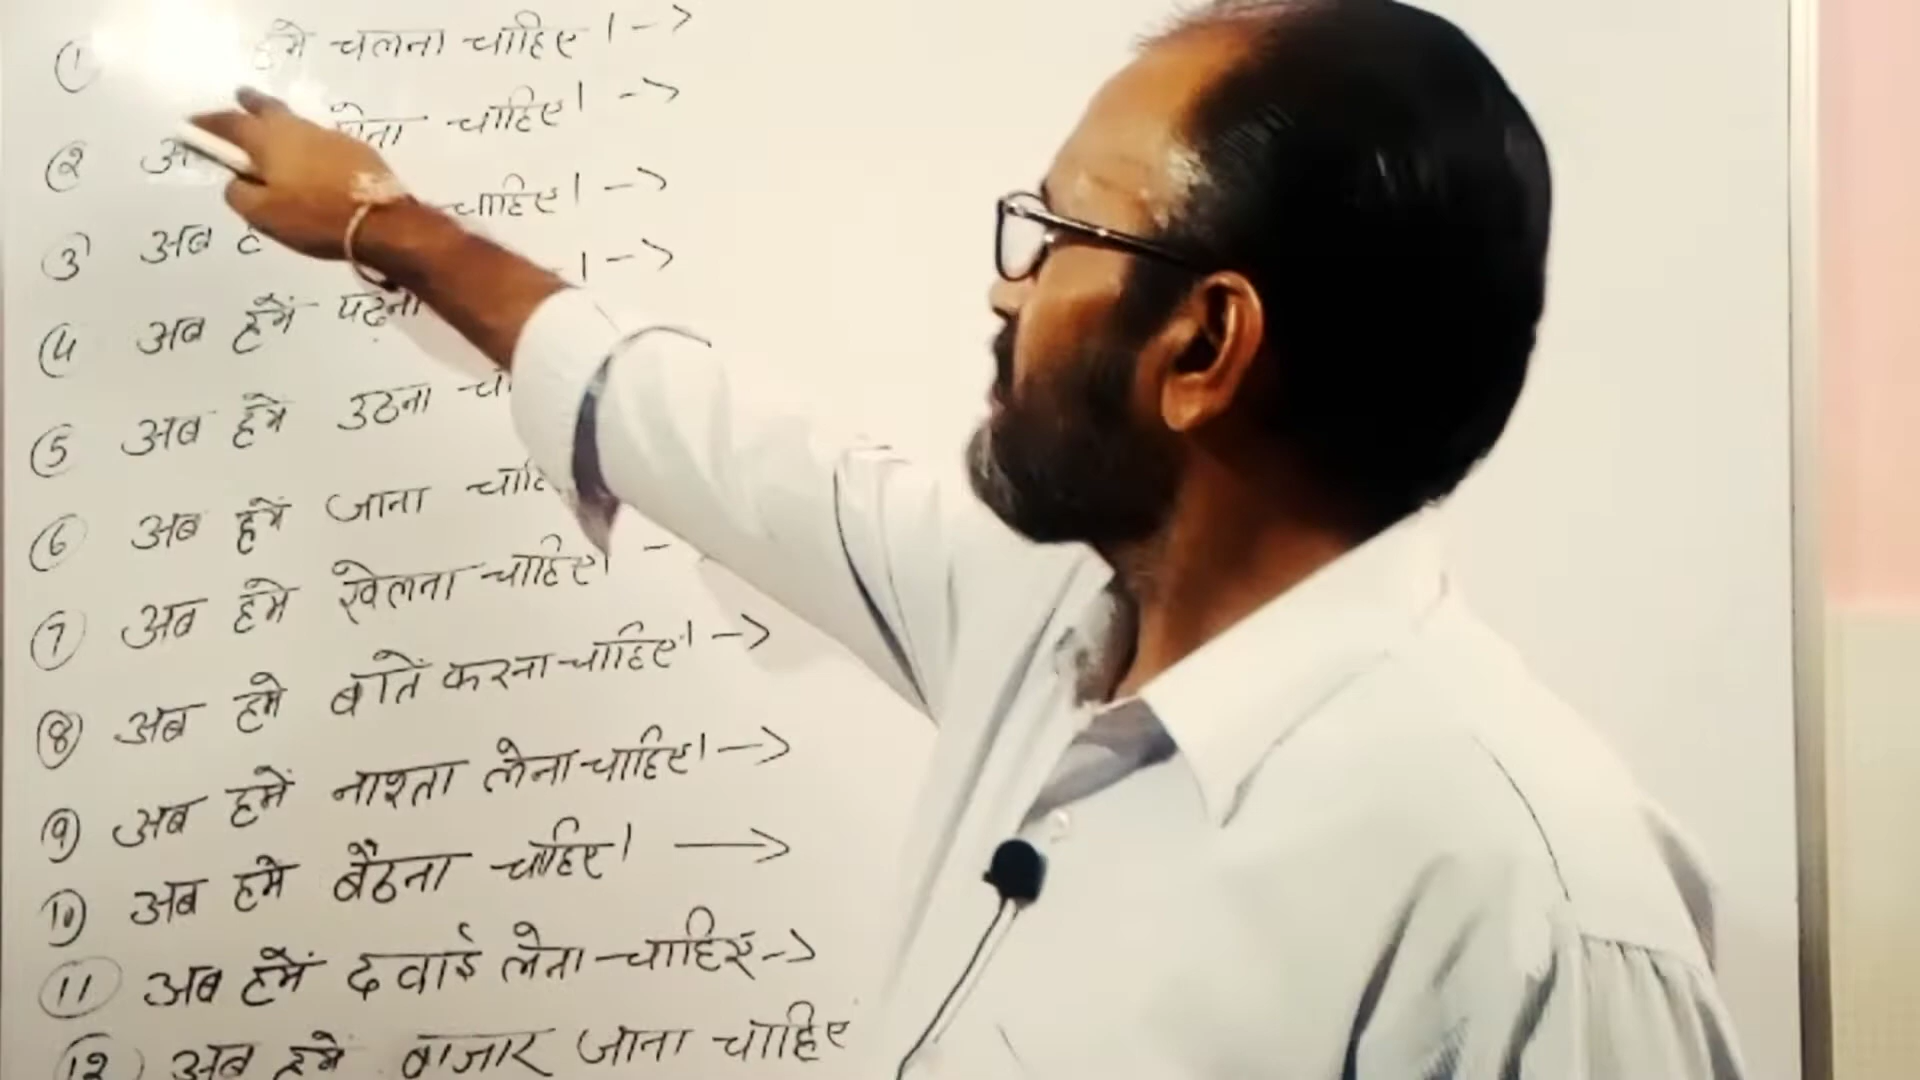 ① हमे चलना चाहिए। -->
② चाहिए। -->
③ अब चाहिए। -->
④ अब हमें पढ़ना । -->
⑤ अब हमे उठना
⑥ अब हमें जाना
⑦ अब हमे खेलना चाहिए। -
⑧ अब हमे बातें करना चाहिए। -->
⑨ अब हमें नाश्ता लेना चाहिए। -->
⑩ अब हमे बैठना चाहिए। -->
⑪ अब हमें दवाई लेना चाहिए -->
⑫ अब हमें बाजार जाना चाहिए